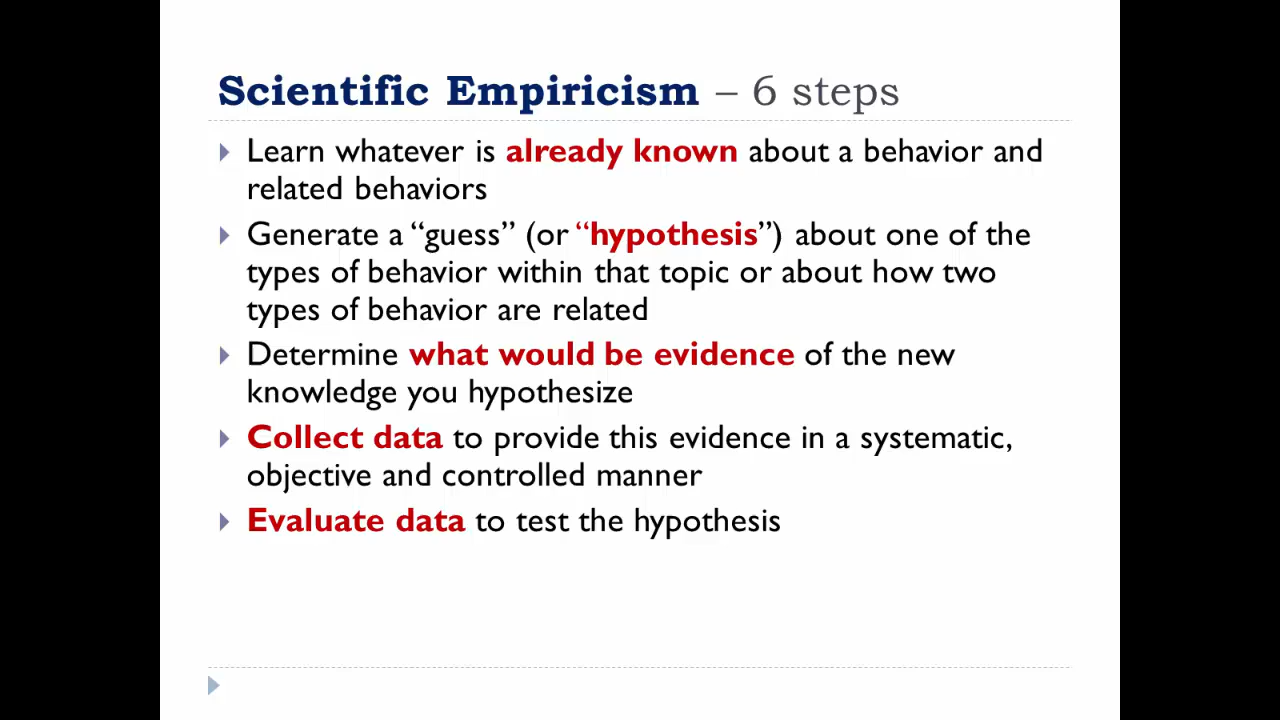 Scientific Empiricism – 6 steps
Learn whatever is already known about a behavior and
related behaviors
Generate a “guess” (or “hypothesis”) about one of the
types of behavior within that topic or about how two
types of behavior are related
Determine what would be evidence of the new
knowledge you hypothesize
Collect data to provide this evidence in a systematic,
objective and controlled manner
Evaluate data to test the hypothesis